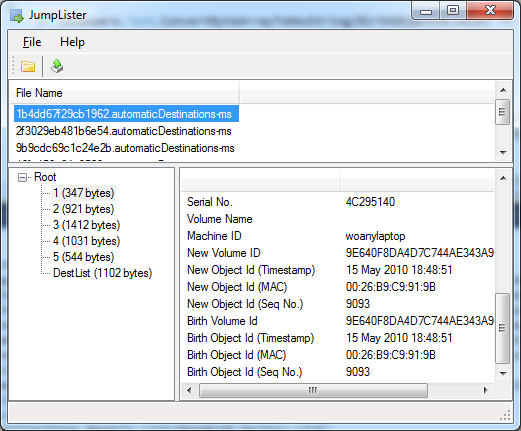 JumpLister
File Help
File Name
1b4dd67f29cb1962.automaticDestinations-ms
2f3029eb481b6e54.automaticDestinations-ms
9b9cdc69c1c24e2b.automaticDestinations-ms
Root
1 (347 bytes)
2 (921 bytes)
3 (1412 bytes)
4 (1031 bytes)
5 (544 bytes)
DestList (1102 bytes)
Serial No. 4C295140
Volume Name
Machine ID woanylaptop
New Volume ID 9E640F8DA4D7C744AE343A9
New Object Id (Timestamp) 15 May 2010 18:48:51
New Object Id (MAC) 00:26:B9:C9:91:9B
New Object Id (Seq No.) 9093
Birth Volume Id 9E640F8DA4D7C744AE343A9
Birth Object Id (Timestamp) 15 May 2010 18:48:51
Birth Object Id (MAC) 00:26:B9:C9:91:9B
Birth Object Id (Seq No.) 9093